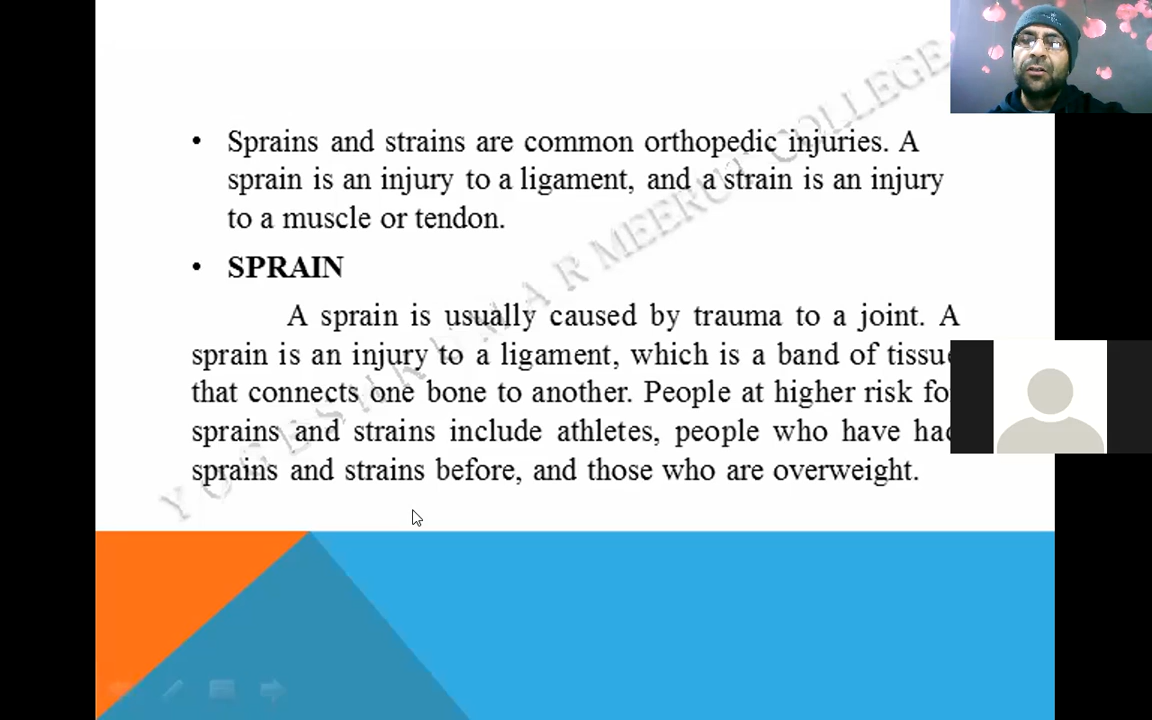 • Sprains and strains are common orthopedic injuries. A
sprain is an injury to a ligament, and a strain is an injury
to a muscle or tendon.
• SPRAIN
A sprain is usually caused by trauma to a joint. A
sprain is an injury to a ligament, which is a band of tissue
that connects one bone to another. People at higher risk fo
sprains and strains include athletes, people who have had
sprains and strains before, and those who are overweight.
MEERUT COLLEGE